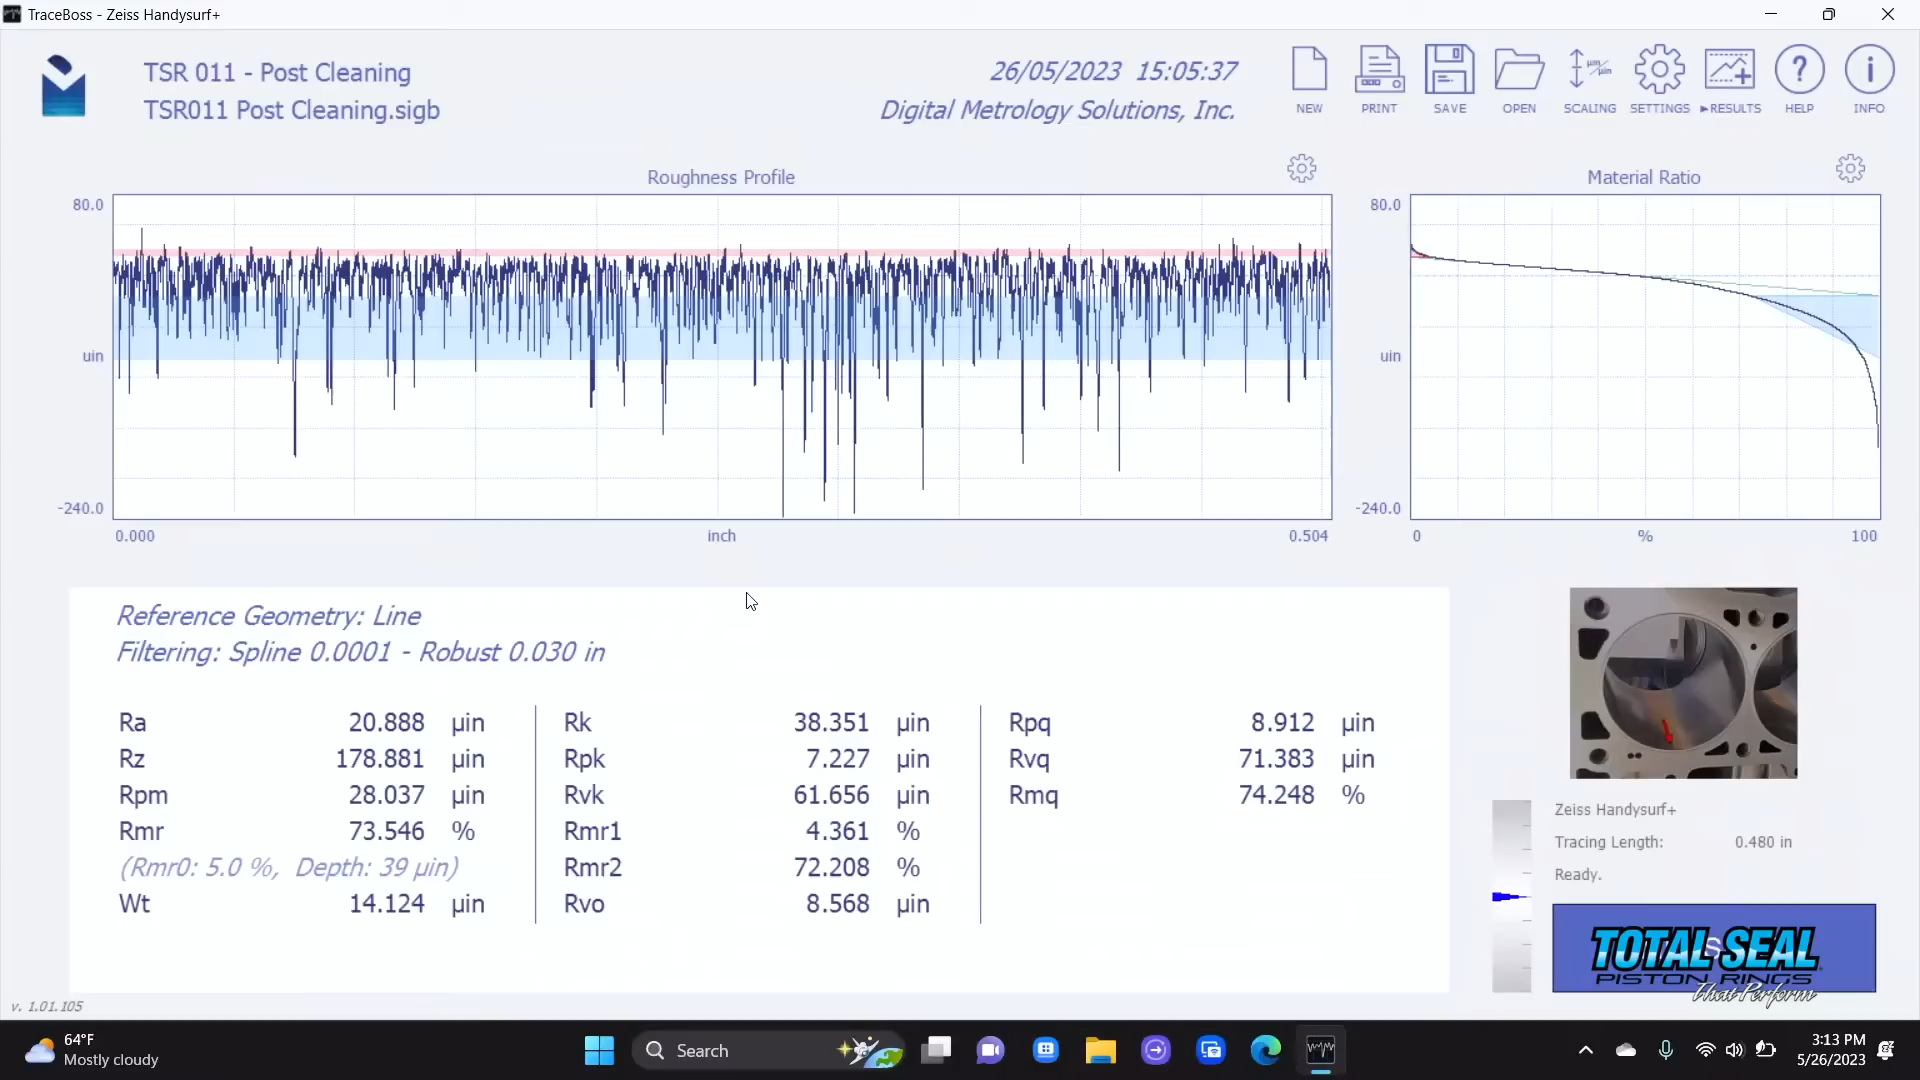 TraceBoss - Zeiss Handysurf+
TSR 011 - Post Cleaning
TSR011 Post Cleaning.sigb
26/05/2023 15:05:37
Digital Metrology Solutions, Inc.
µm/µin
NEW
PRINT
SAVE
OPEN
SCALING
SETTINGS
►RESULTS
HELP
INFO
Roughness Profile
80.0
uin
-240.0
0.000
inch
0.504
Material Ratio
80.0
uin
-240.0
0
%
100
Reference Geometry: Line
Filtering: Spline 0.0001 - Robust 0.030 in
Ra 20.888 µin
Rz 178.881 µin
Rpm 28.037 µin
Rmr 73.546 %
(Rmr0: 5.0 %, Depth: 39 µin)
Wt 14.124 µin
Rk 38.351 µin
Rpk 7.227 µin
Rvk 61.656 µin
Rmr1 4.361 %
Rmr2 72.208 %
Rvo 8.568 µin
Rpq 8.912 µin
Rvq 71.383 µin
Rmq 74.248 %
Zeiss Handysurf+
Tracing Length: 0.480 in
Ready.
TOTAL SEAL
PISTON RINGS
That Perform
v. 1.01.105
64°F
Mostly cloudy
Search
3:13 PM
5/26/2023